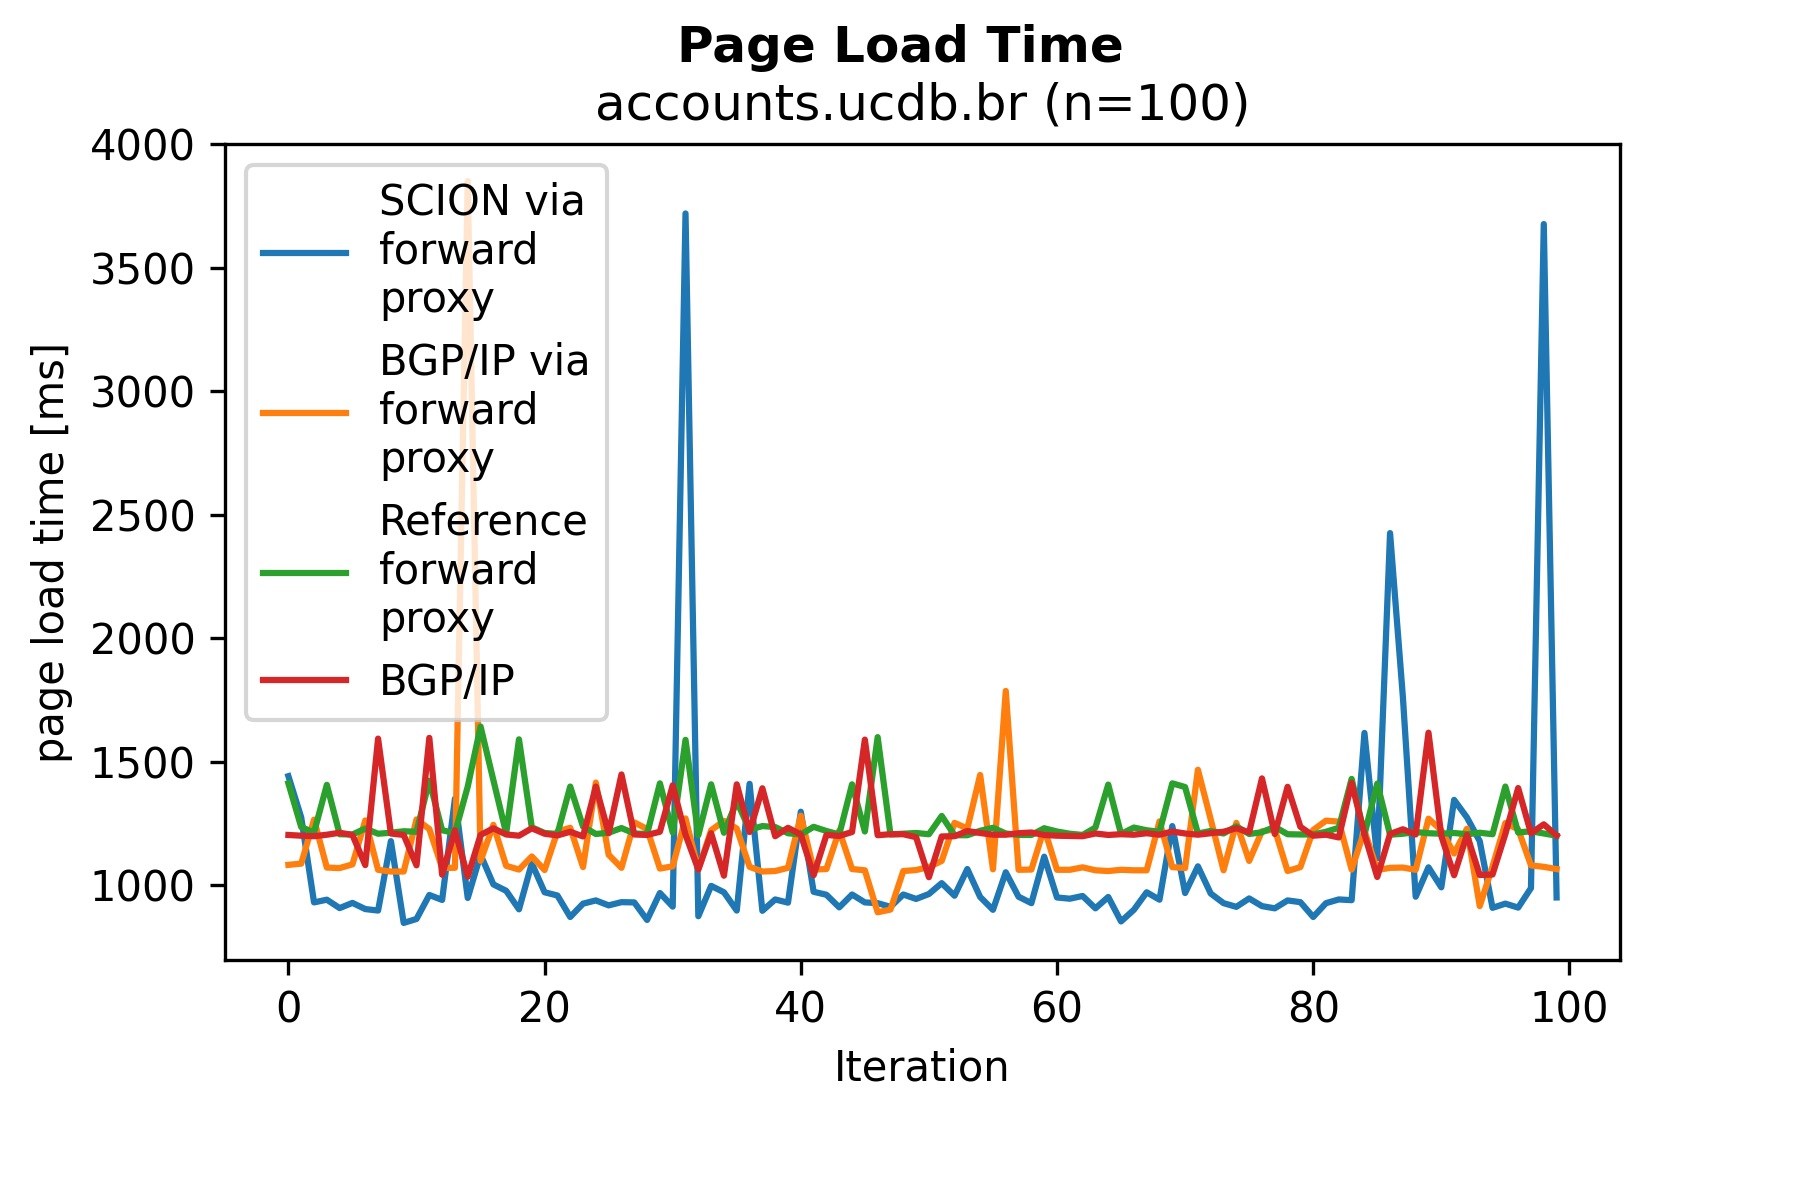 Page Load Time
accounts.ucdb.br (n=100)
4000
3500
3000
2500
2000
1500
1000
page load time [ms]
SCION via
forward
proxy
BGP/IP via
forward
proxy
Reference
forward
proxy
BGP/IP
0
20
40
60
80
100
Iteration